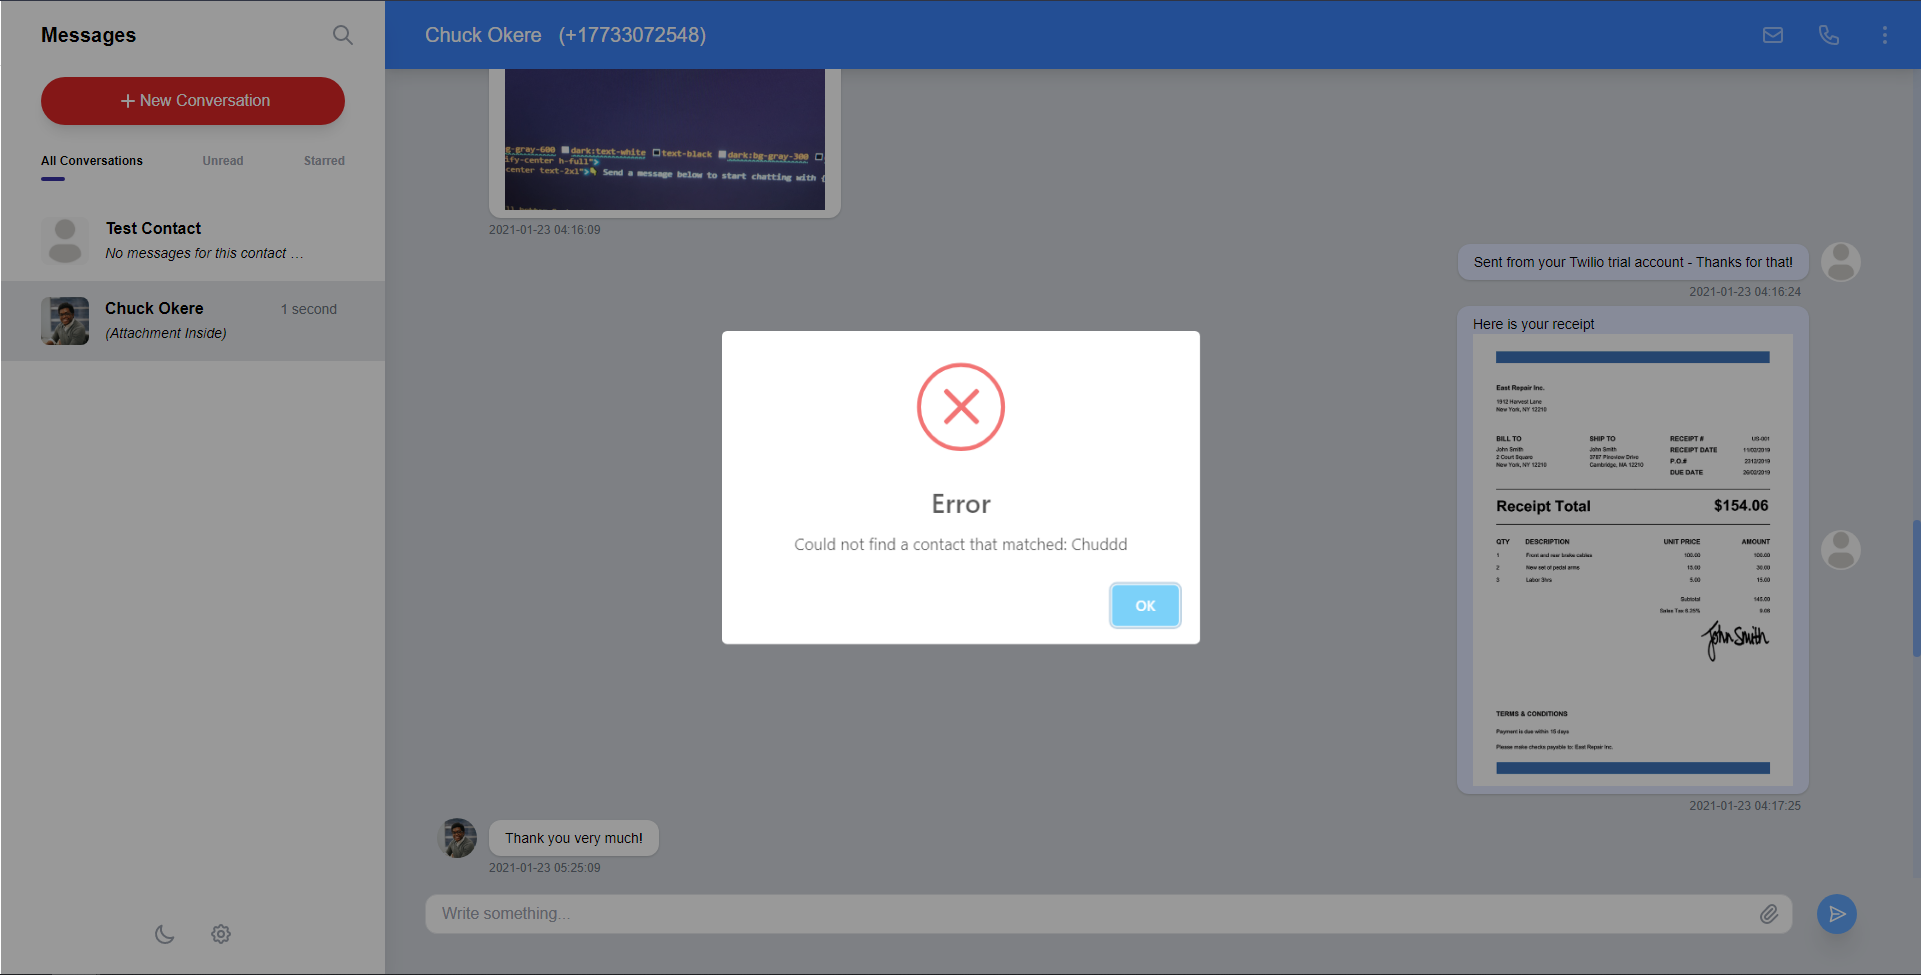 Messages
New Conversation
All Conversations
Unread
Starred
Test Contact
No messages for this contact …
Chuck Okere
1 second
(Attachment Inside)
Chuck Okere (+17733072548)
g-gray-600 dark:text-white text-black dark:bg-gray-300
ify-center h-full">
center text-2xl"> Send a message below to start chatting with {
2021-01-23 04:16:09
Sent from your Twilio trial account - Thanks for that!
2021-01-23 04:16:24
Here is your receipt
East Repair Inc.
1912 Harvest Lane
New York, NY 12210
BILL TO
John Smith
2 Court Square
New York, NY 12210
SHIP TO
John Smith
3787 Pineview Drive
Cambridge, MA 12210
RECEIPT # US-001
RECEIPT DATE 11/02/2019
P.O.# 2312/2019
DUE DATE 26/02/2019
Receipt Total $154.06
QTY DESCRIPTION UNIT PRICE AMOUNT
1 Front and rear brake cables 100.00 100.00
2 New set of pedal arms 15.00 30.00
3 Labor 3hrs 5.00 15.00
Subtotal 145.00
Sales Tax 6.25% 9.06
John Smith
TERMS & CONDITIONS
Payment is due within 15 days
Please make checks payable to: East Repair Inc.
2021-01-23 04:17:25
Thank you very much!
2021-01-23 05:25:09
Write something...
Error
Could not find a contact that matched: Chuddd
OK